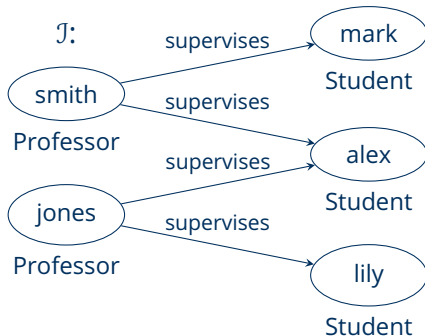 ℐ:
smith
Professor
jones
Professor
supervises
supervises
supervises
supervises
mark
Student
alex
Student
lily
Student